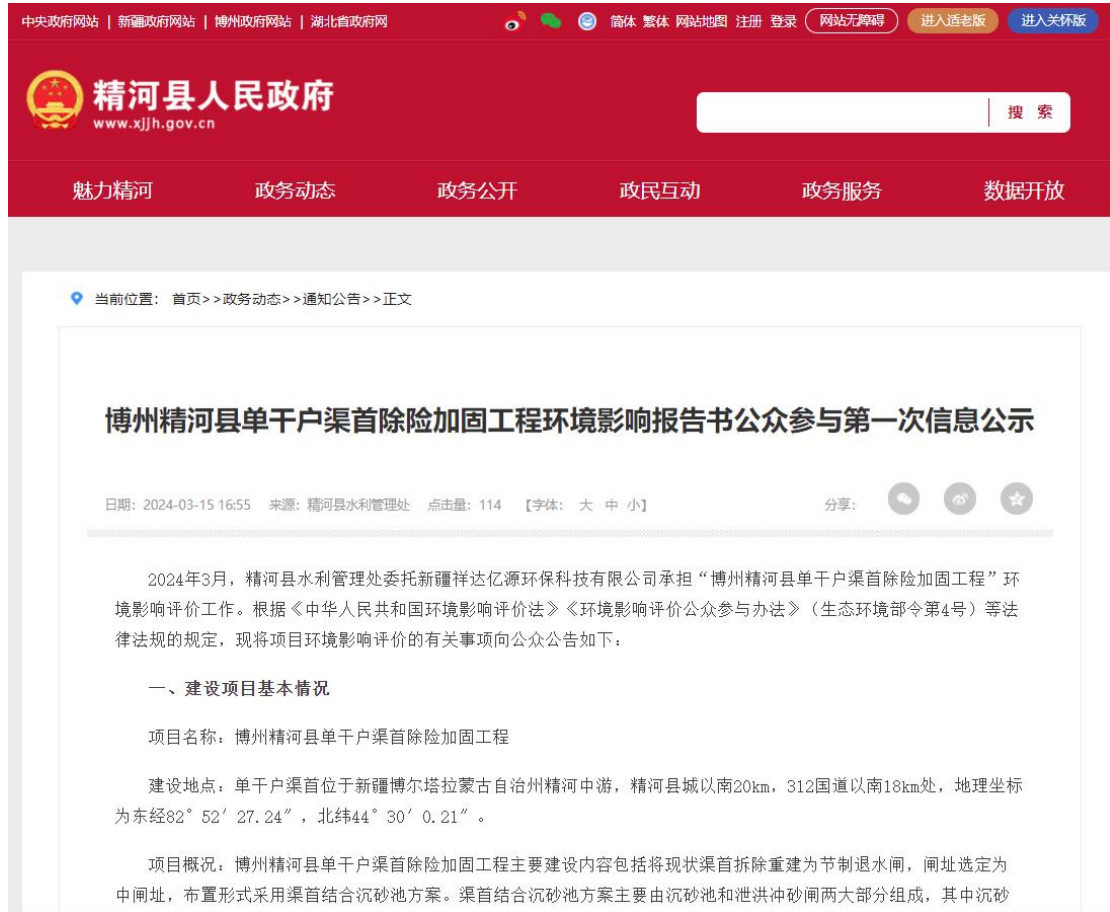 中央政府网站 | 新疆政府网站 | 博州政府网站 | 湖北省政府网 简体 繁体 网站地图 注册 登录 网站无障碍 进入适老版 进入关怀版
精河县人民政府
www.xjjh.gov.cn
搜 索
魅力精河 政务动态 政务公开 政民互动 政务服务 数据开放
当前位置： 首页>>政务动态>>通知公告>>正文
博州精河县单干户渠首除险加固工程环境影响报告书公众参与第一次信息公示
日期：2024-03-15 16:55 来源：精河县水利管理处 点击量：114 【字体： 大 中 小】 分享：
2024年3月，精河县水利管理处委托新疆祥达亿源环保科技有限公司承担“博州精河县单干户渠首除险加固工程”环
境影响评价工作。根据《中华人民共和国环境影响评价法》《环境影响评价公众参与办法》（生态环境部令第4号）等法
律法规的规定，现将项目环境影响评价的有关事项向公众公告如下：
一、建设项目基本情况
项目名称：博州精河县单干户渠首除险加固工程
建设地点：单干户渠首位于新疆博尔塔拉蒙古自治州精河中游，精河县城以南20km，312国道以南18km处，地理坐标
为东经82°52′27.24″，北纬44°30′0.21″。
项目概况：博州精河县单干户渠首除险加固工程主要建设内容包括将现状渠首拆除重建为节制退水闸，闸址选定为
中闸址，布置形式采用渠首结合沉砂池方案。渠首结合沉砂池方案主要由沉砂池和泄洪冲砂闸两大部分组成，其中沉砂